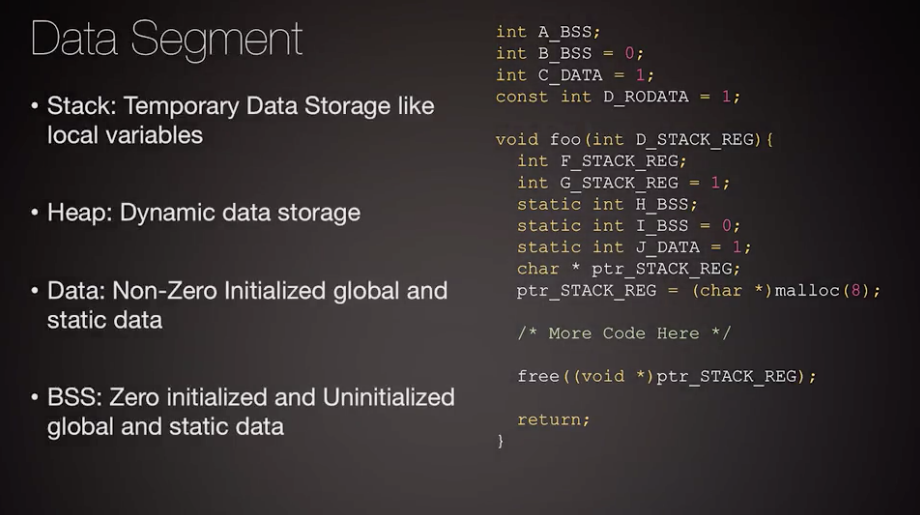 Data Segment
• Stack: Temporary Data Storage like
local variables
• Heap: Dynamic data storage
• Data: Non-Zero Initialized global and
static data
• BSS: Zero initialized and Uninitialized
global and static data
int A_BSS;
int B_BSS = 0;
int C_DATA = 1;
const int D_RODATA = 1;
void foo(int D_STACK_REG){
int F_STACK_REG;
int G_STACK_REG = 1;
static int H_BSS;
static int I_BSS = 0;
static int J_DATA = 1;
char * ptr_STACK_REG;
ptr_STACK_REG = (char *)malloc(8);
/* More Code Here */
free((void *)ptr_STACK_REG);
return;
}